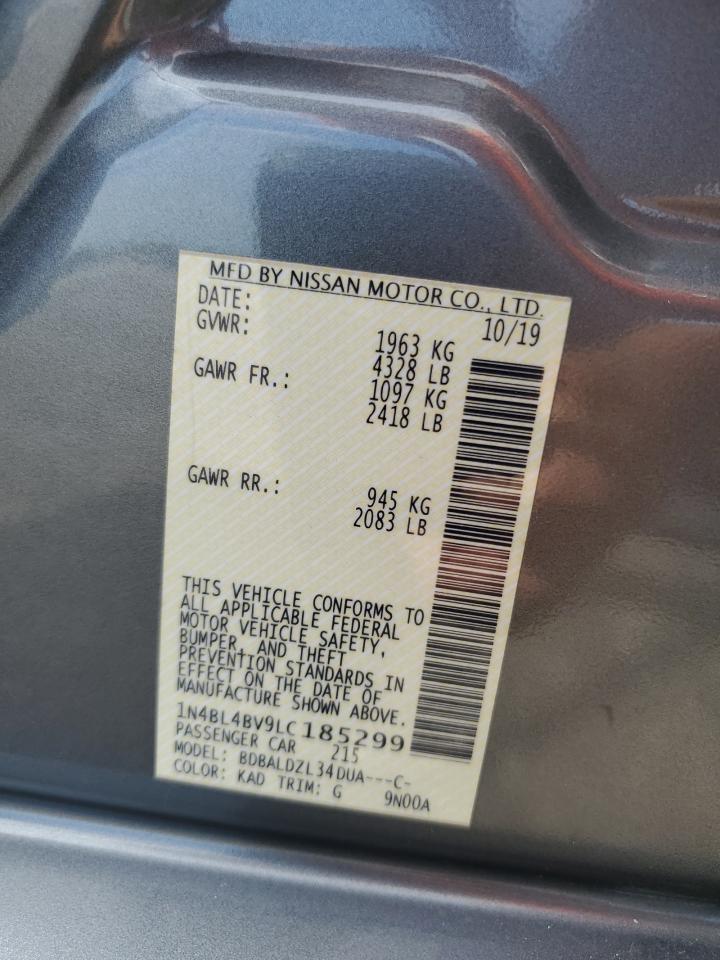 MFD BY NISSAN MOTOR CO., LTD.
DATE: 10/19
GVWR: 1963 KG
4328 LB
GAWR FR.: 1097 KG
2418 LB
GAWR RR.: 945 KG
2083 LB
THIS VEHICLE CONFORMS TO
ALL APPLICABLE FEDERAL
MOTOR VEHICLE SAFETY,
BUMPER, AND THEFT
PREVENTION STANDARDS IN
EFFECT ON THE DATE OF
MANUFACTURE SHOWN ABOVE.
1N4BL4BV9LC185299
PASSENGER CAR 215
MODEL: BDBALDZL34DUA---C-
COLOR: KAD TRIM: G 9N00A